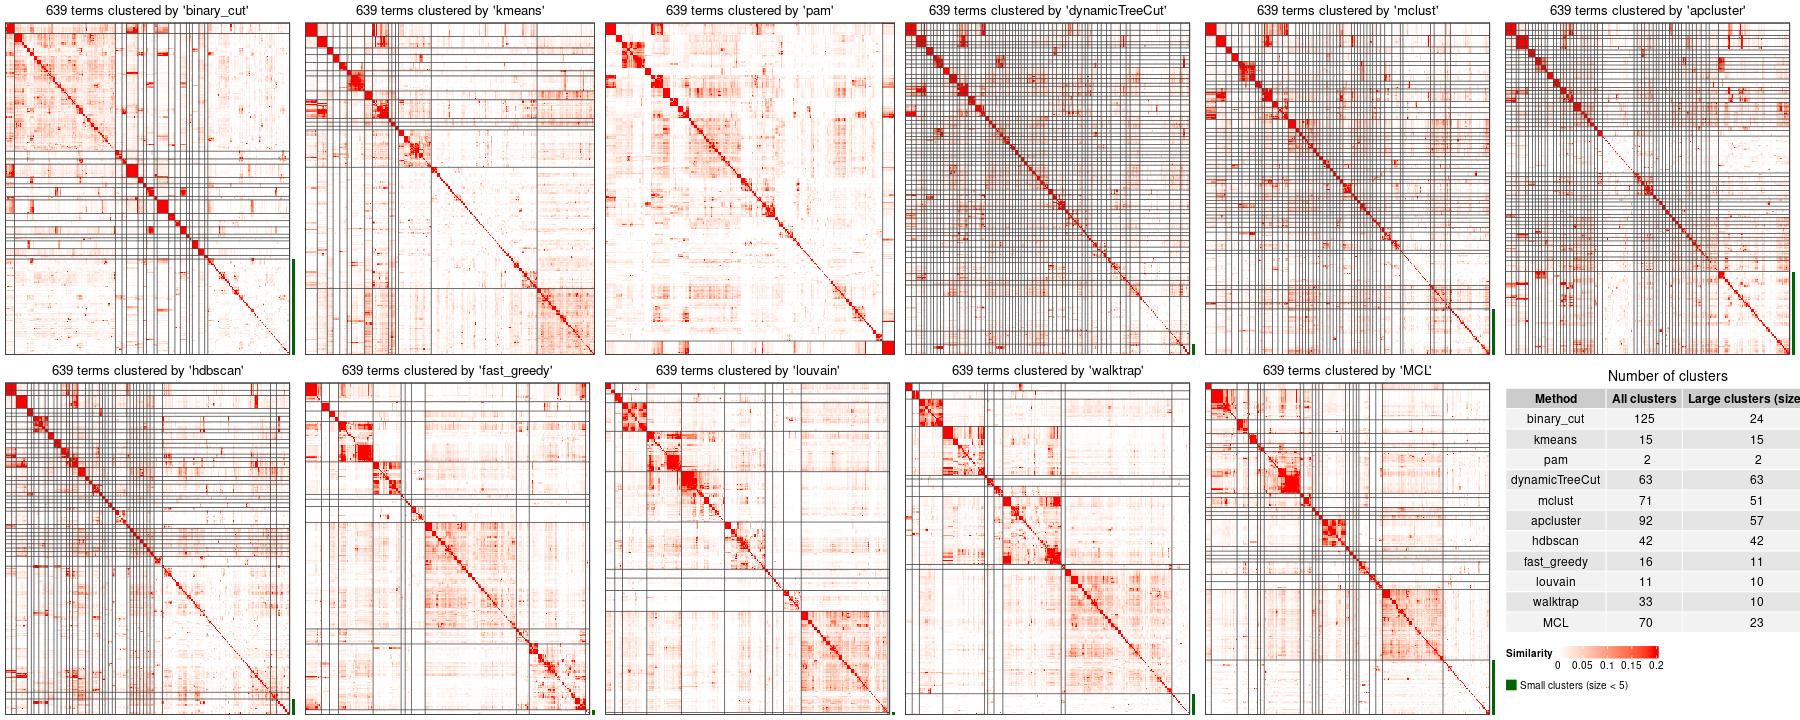 639 terms clustered by 'binary_cut'
639 terms clustered by 'kmeans'
639 terms clustered by 'pam'
639 terms clustered by 'dynamicTreeCut'
639 terms clustered by 'mclust'
639 terms clustered by 'apcluster'
639 terms clustered by 'hdbscan'
639 terms clustered by 'fast_greedy'
639 terms clustered by 'louvain'
639 terms clustered by 'walktrap'
639 terms clustered by 'MCL'
Number of clusters
Method All clusters Large clusters (size
binary_cut 125 24
kmeans 15 15
pam 2 2
dynamicTreeCut 63 63
mclust 71 51
apcluster 92 57
hdbscan 42 42
fast_greedy 16 11
louvain 11 10
walktrap 33 10
MCL 70 23
Similarity
0 0.05 0.1 0.15 0.2
Small clusters (size < 5)